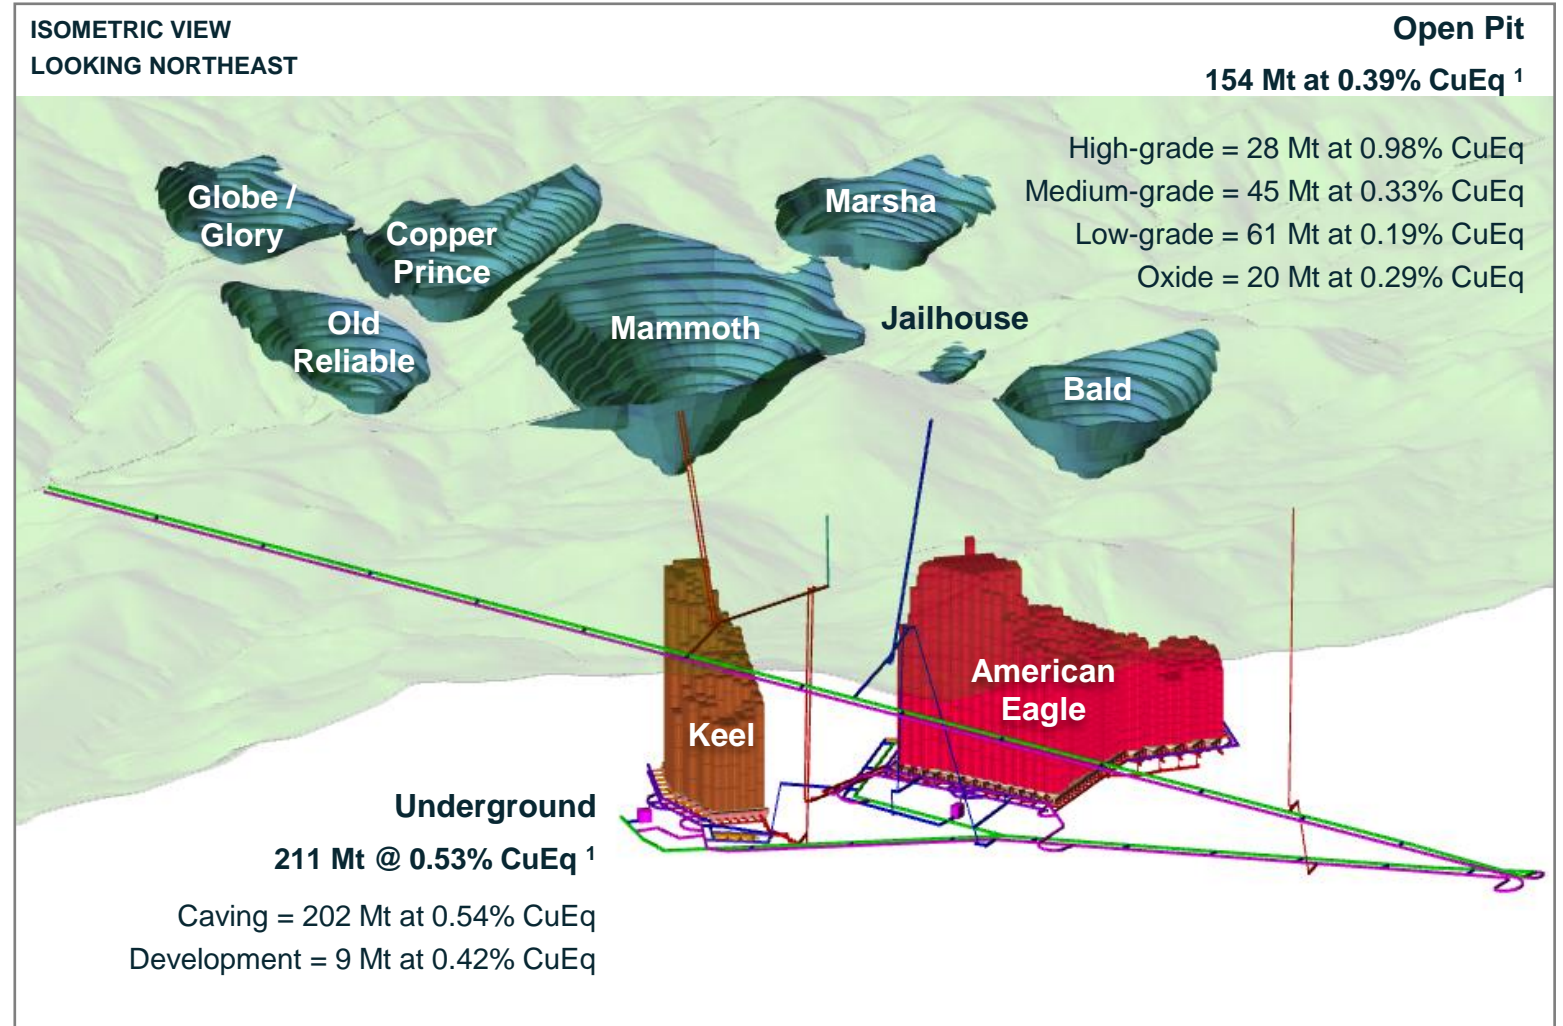 ISOMETRIC VIEW
LOOKING NORTHEAST
Open Pit
154 Mt at 0.39% CuEq ¹
High-grade = 28 Mt at 0.98% CuEq
Medium-grade = 45 Mt at 0.33% CuEq
Low-grade = 61 Mt at 0.19% CuEq
Oxide = 20 Mt at 0.29% CuEq
Globe /
Glory
Copper
Prince
Marsha
Old
Reliable
Mammoth
Jailhouse
Bald
American
Eagle
Keel
Underground
211 Mt @ 0.53% CuEq ¹
Caving = 202 Mt at 0.54% CuEq
Development = 9 Mt at 0.42% CuEq